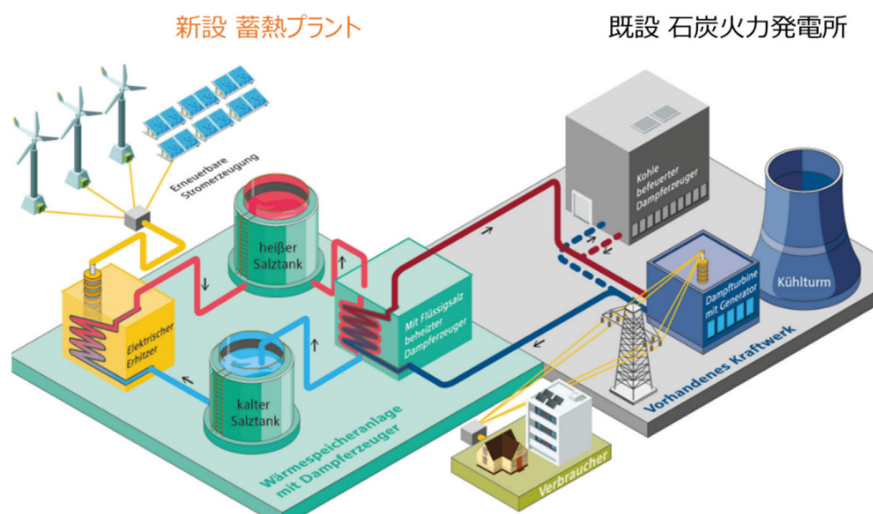 新設 蓄熱プラント
既設 石炭火力発電所
Erneuerbare
Stromerzeugung
heißer
Salztank
Kohle
befeuerter
Dampferzeuger
Kühlturm
Dampfturbine
mit Generator
Mit Flüssigsalz
beheizter
Dampferzeuger
Elektrischer
Erhitzer
kalter
Salztank
Vorhandenes Kraftwerk
Wärmespeicheranlage
mit Dampferzeuger
Verbraucher